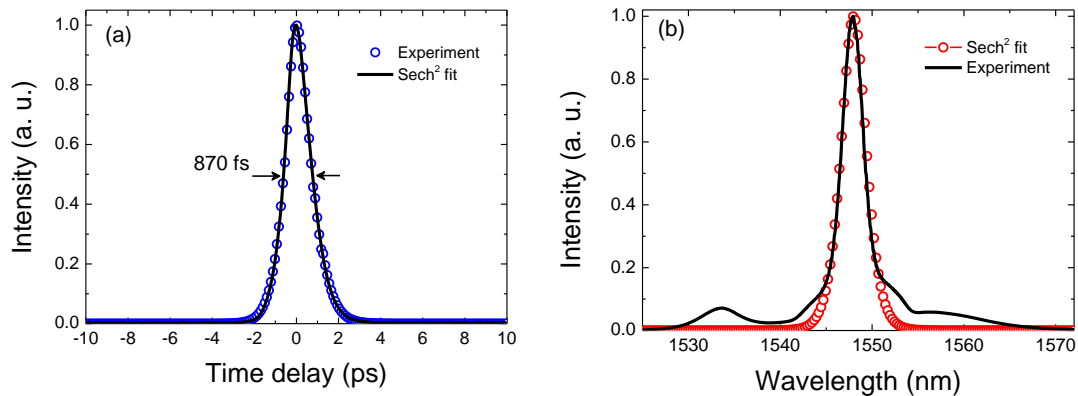 (a)
Experiment
Sech² fit
870 fs
Intensity (a. u.)
1.0
0.8
0.6
0.4
0.2
0.0
-10 -8 -6 -4 -2 0 2 4 6 8 10
Time delay (ps)
(b)
Sech² fit
Experiment
Intensity (a. u.)
1.0
0.8
0.6
0.4
0.2
0.0
1530 1540 1550 1560 1570
Wavelength (nm)